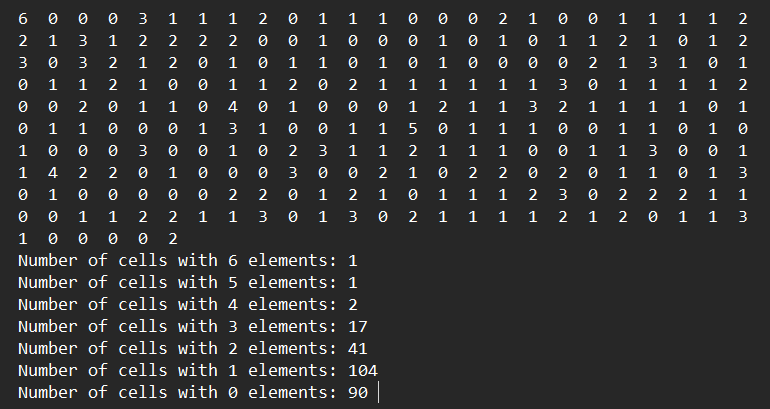 6 0 0 0 3 1 1 1 2 0 1 1 1 0 0 0 2 1 0 0 1 1 1 1 2
2 1 3 1 2 2 2 2 0 0 1 0 0 0 1 0 1 0 1 1 2 1 0 1 2
3 0 3 2 1 2 0 1 0 1 1 0 1 0 1 0 0 0 0 2 1 3 1 0 1
0 1 1 2 1 0 0 1 1 2 0 2 1 1 1 1 1 1 3 0 1 1 1 1 2
0 0 2 0 1 1 0 4 0 1 0 0 0 1 2 1 1 3 2 1 1 1 1 0 1
0 1 1 0 0 0 1 3 1 0 0 1 1 5 0 1 1 1 0 0 1 1 0 1 0
1 0 0 0 3 0 0 1 0 2 3 1 1 2 1 1 1 0 0 1 1 3 0 0 1
1 4 2 2 0 1 0 0 0 3 0 0 2 1 0 2 2 0 2 0 1 1 0 1 3
0 1 0 0 0 0 0 2 2 0 1 2 1 0 1 1 1 2 3 0 2 2 2 1 1
0 0 1 1 2 2 1 1 3 0 1 3 0 2 1 1 1 1 2 1 2 0 1 1 3
1 0 0 0 0 2
Number of cells with 6 elements: 1
Number of cells with 5 elements: 1
Number of cells with 4 elements: 2
Number of cells with 3 elements: 17
Number of cells with 2 elements: 41
Number of cells with 1 elements: 104
Number of cells with 0 elements: 90